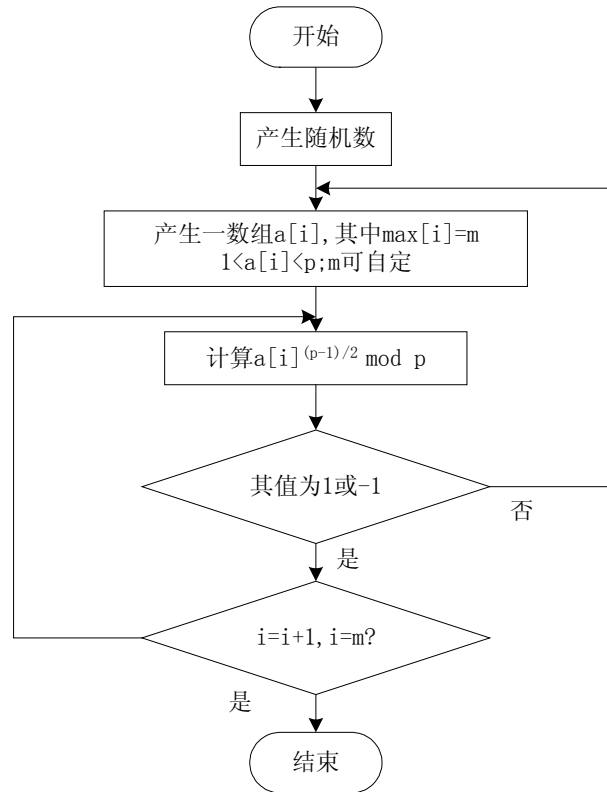 开始
产生随机数
产生一数组a[i],其中max[i]=m
1<a[i]<p;m可自定
计算a[i]^(p-1)/2 mod p
其值为1或-1
否
是
i=i+1,i=m?
是
结束